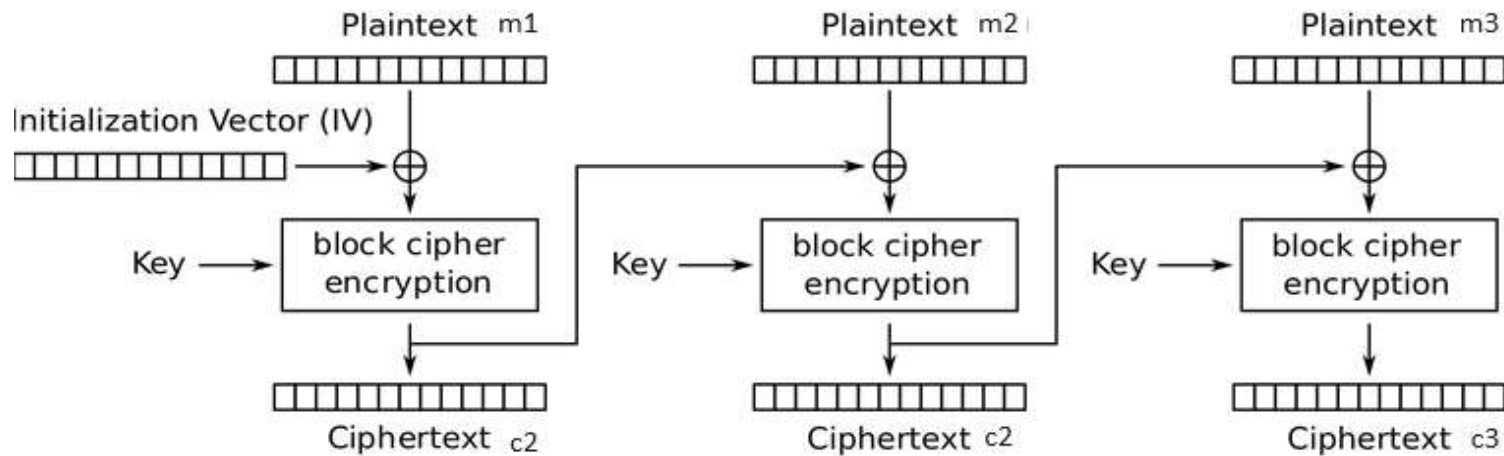 Plaintext m1
Plaintext m2
Plaintext m3
Initialization Vector (IV)
Key
block cipher
encryption
Key
block cipher
encryption
Key
block cipher
encryption
Ciphertext c2
Ciphertext c2
Ciphertext c3